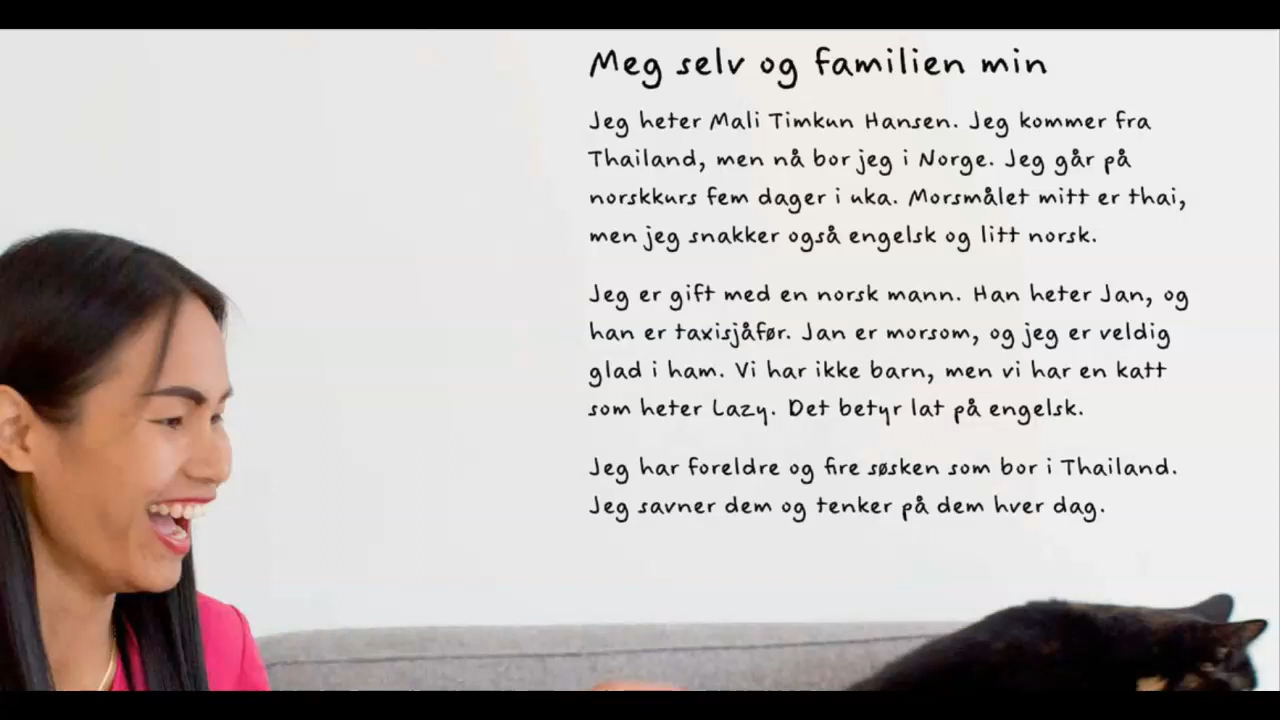 Meg selv og familien min
Jeg heter Mali Timkun Hansen. Jeg kommer fra
Thailand, men nå bor jeg i Norge. Jeg går på
norskkurs fem dager i uka. Morsmålet mitt er thai,
men jeg snakker også engelsk og litt norsk.
Jeg er gift med en norsk mann. Han heter Jan, og
han er taxisjåfør. Jan er morsom, og jeg er veldig
glad i ham. Vi har ikke barn, men vi har en katt
som heter Lazy. Det betyr lat på engelsk.
Jeg har foreldre og fire søsken som bor i Thailand.
Jeg savner dem og tenker på dem hver dag.